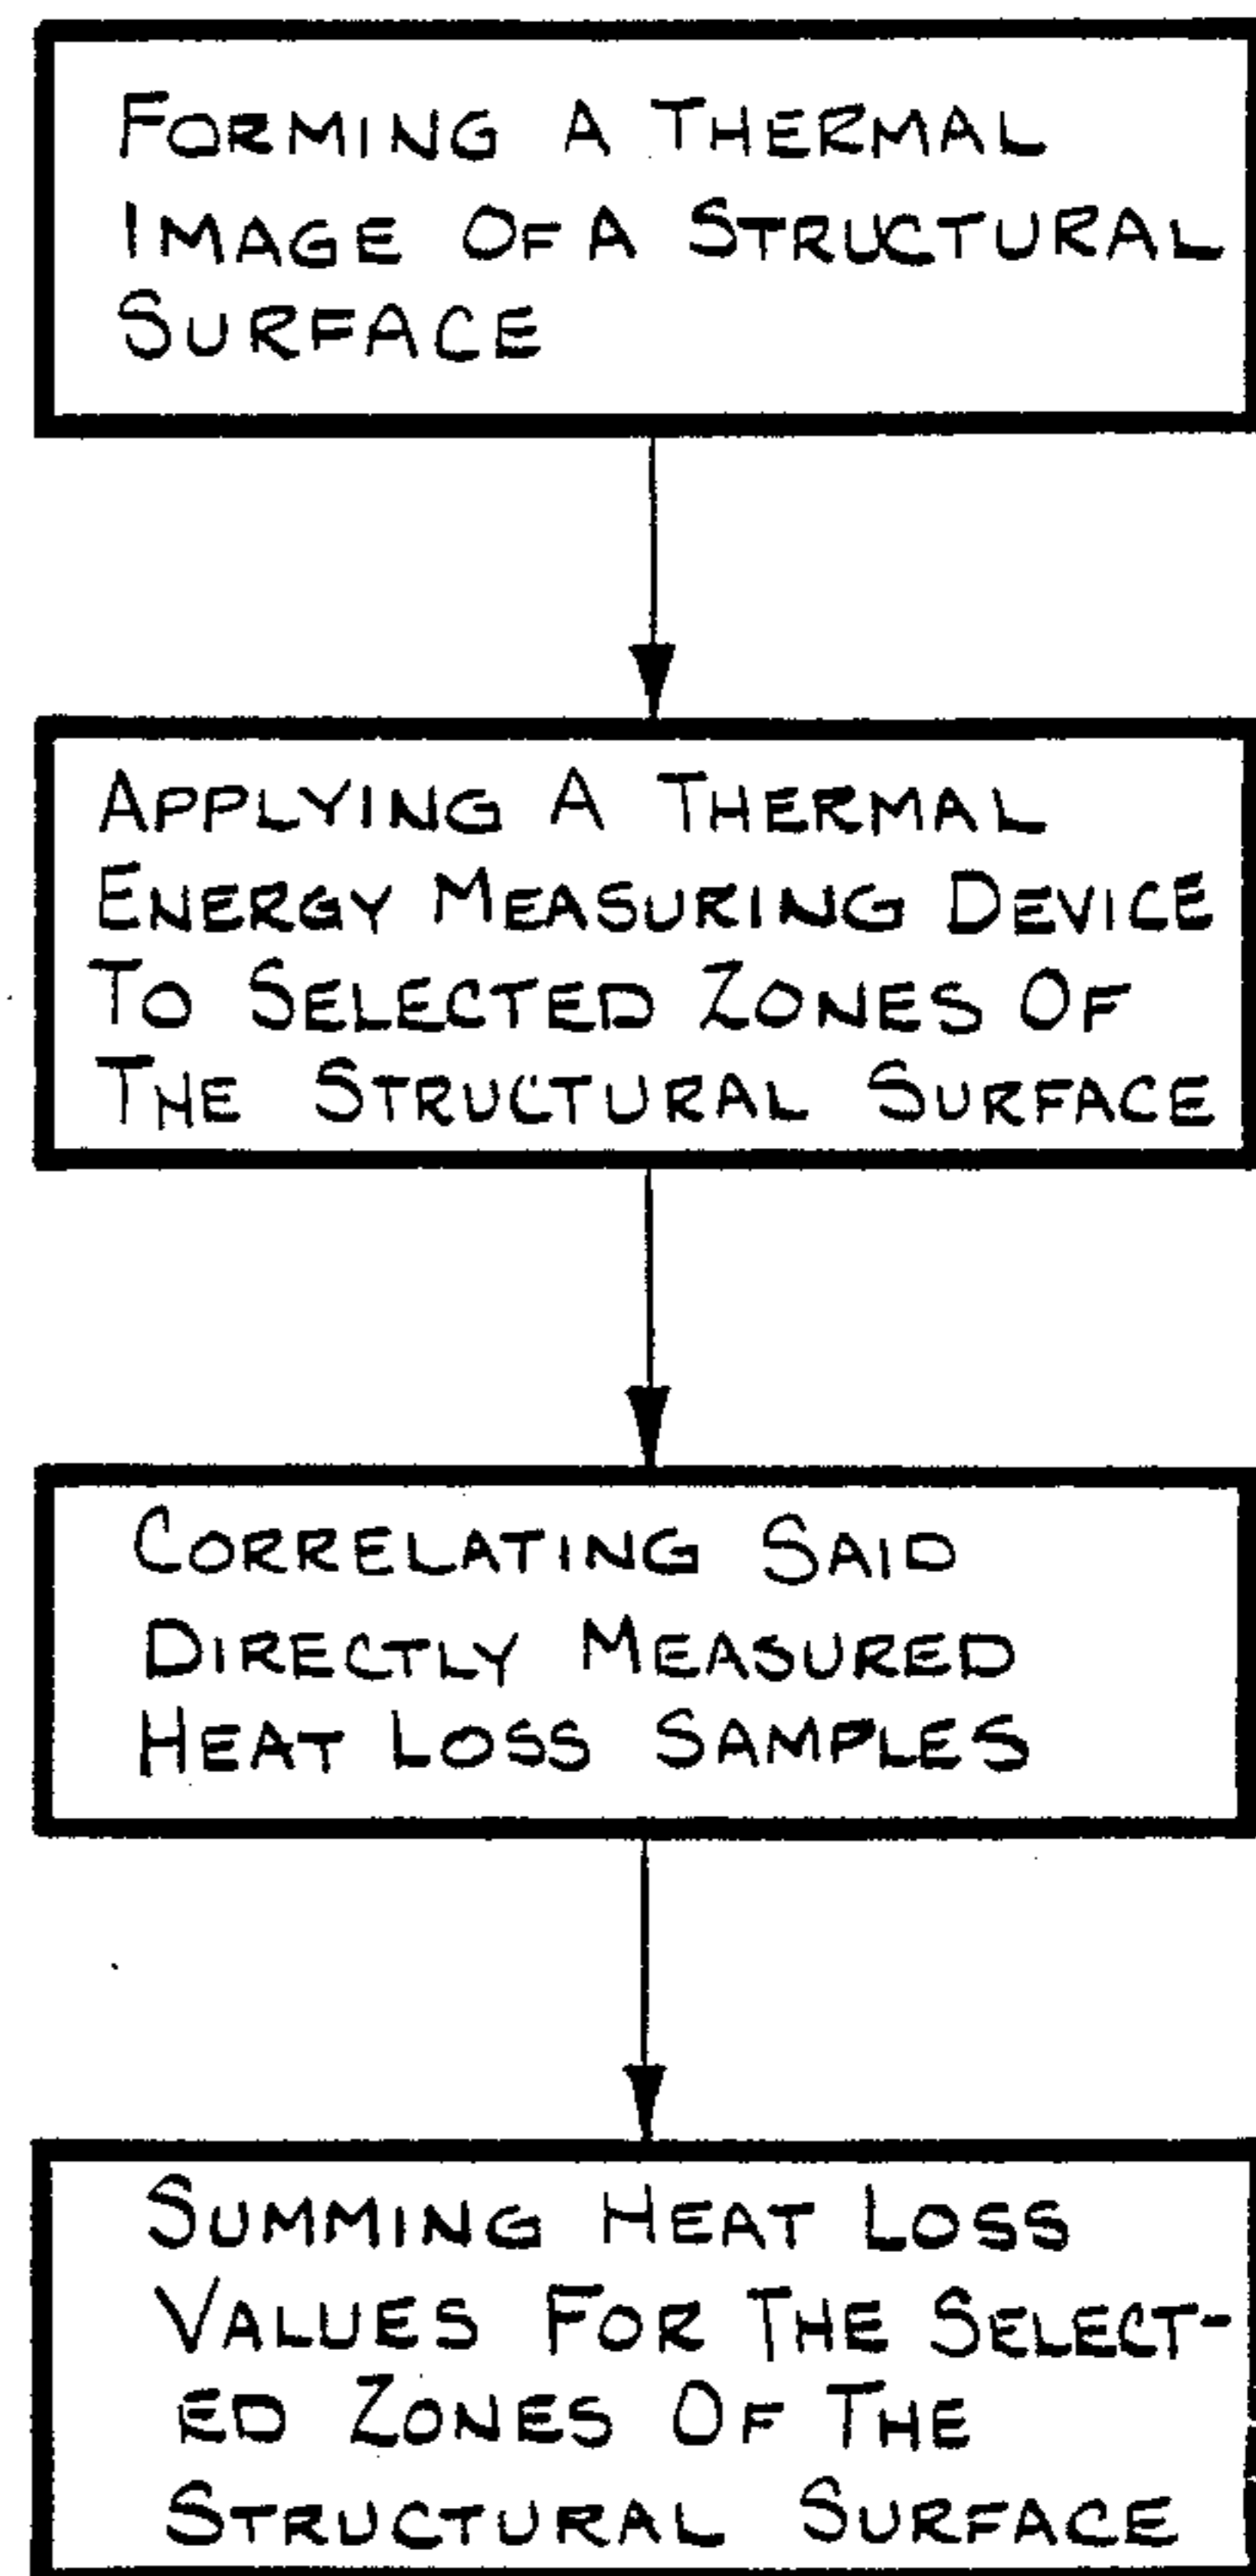 FORMING A THERMAL
IMAGE OF A STRUCTURAL
SURFACE
APPLYING A THERMAL
ENERGY MEASURING DEVICE
TO SELECTED ZONES OF
THE STRUCTURAL SURFACE
CORRELATING SAID
DIRECTLY MEASURED
HEAT LOSS SAMPLES
SUMMING HEAT LOSS
VALUES FOR THE SELECT-
ED ZONES OF THE
STRUCTURAL SURFACE